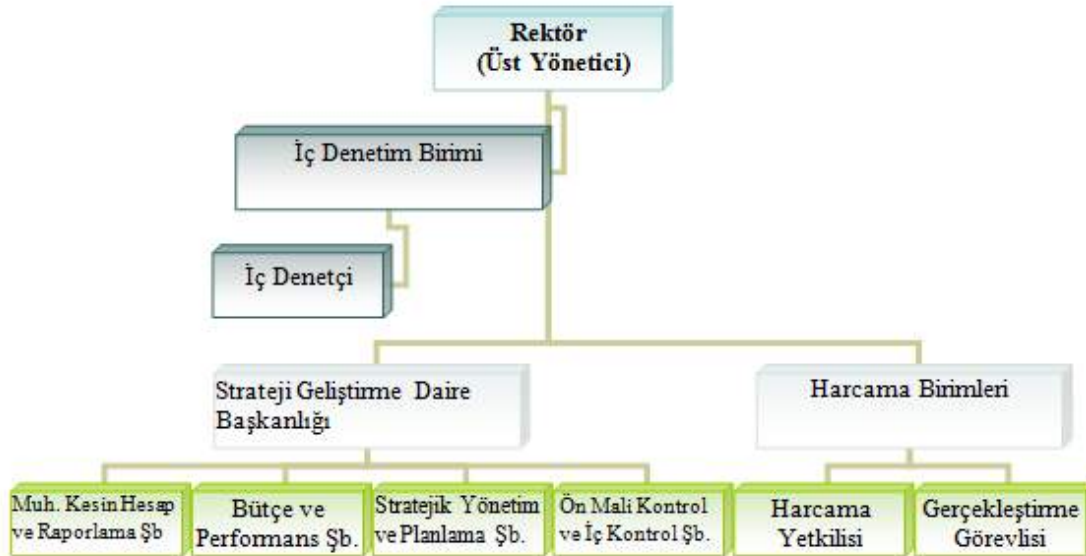 Rektör
(Üst Yönetici)
İç Denetim Birimi
İç Denetçi
Strateji Geliştirme Daire
Başkanlığı
Harcama Birimleri
Muh. Kesin Hesap
ve Raporlama Şb
Bütçe ve
Performans Şb.
Stratejik Yönetim
ve Planlama Şb.
Ön Mali Kontrol
ve İç Kontrol Şb.
Harcama
Yetkilisi
Gerçekleştirme
Görevlisi